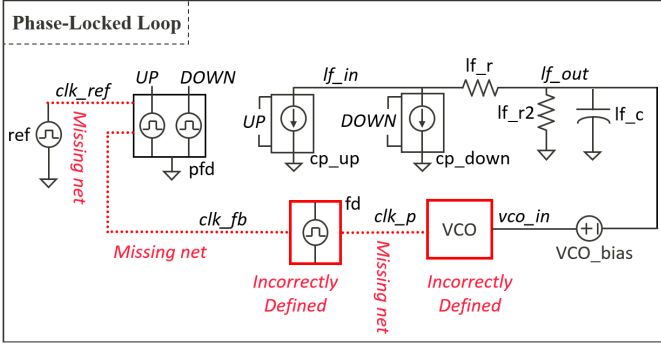 Phase-Locked Loop
clk_ref
UP
DOWN
lf_in
lf_r
lf_out
ref
Missing net
UP
DOWN
lf_r2
lf_c
pfd
cp_up
cp_down
clk_fb
fd
clk_p
VCO
vco_in
VCO_bias
Missing net
Incorrectly
Defined
Missing net
Incorrectly
Defined